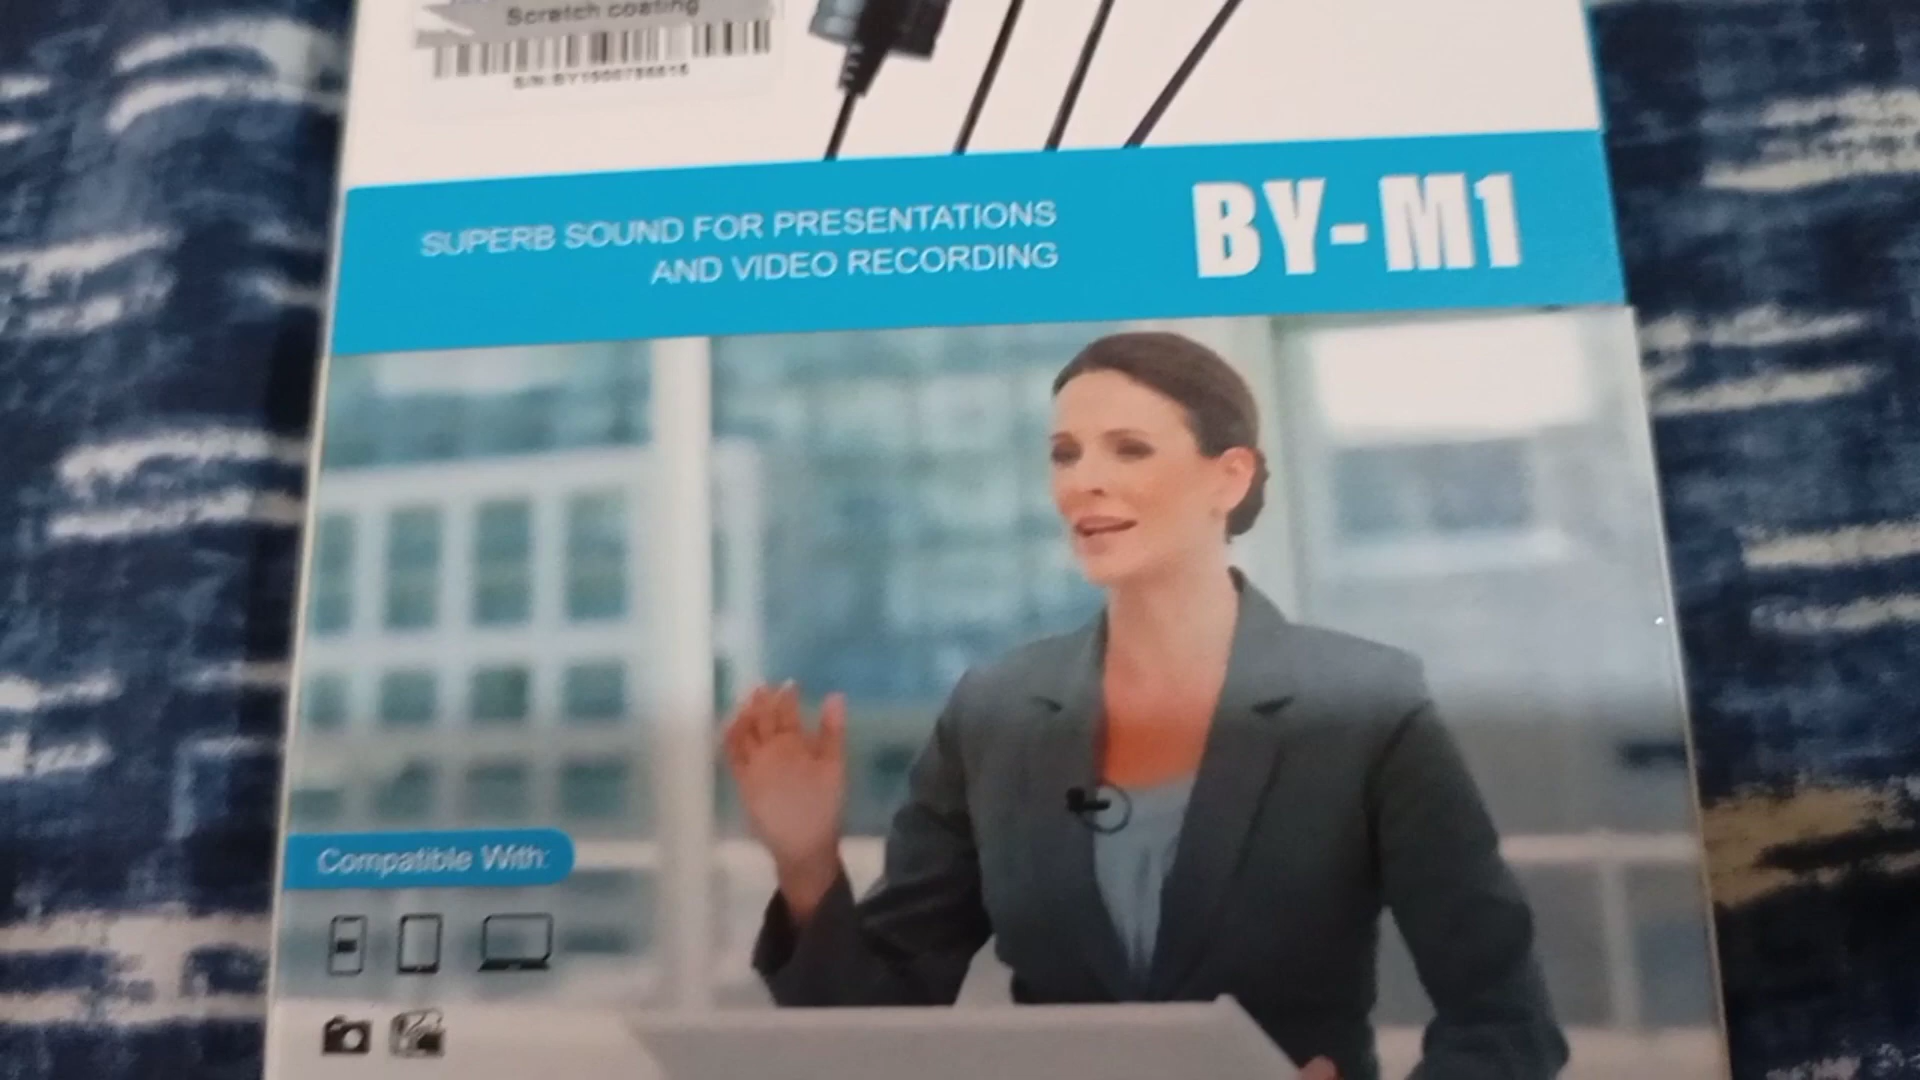 Scratch coating
SUPERB SOUND FOR PRESENTATIONS
AND VIDEO RECORDING
BY-M1
Compatible With: